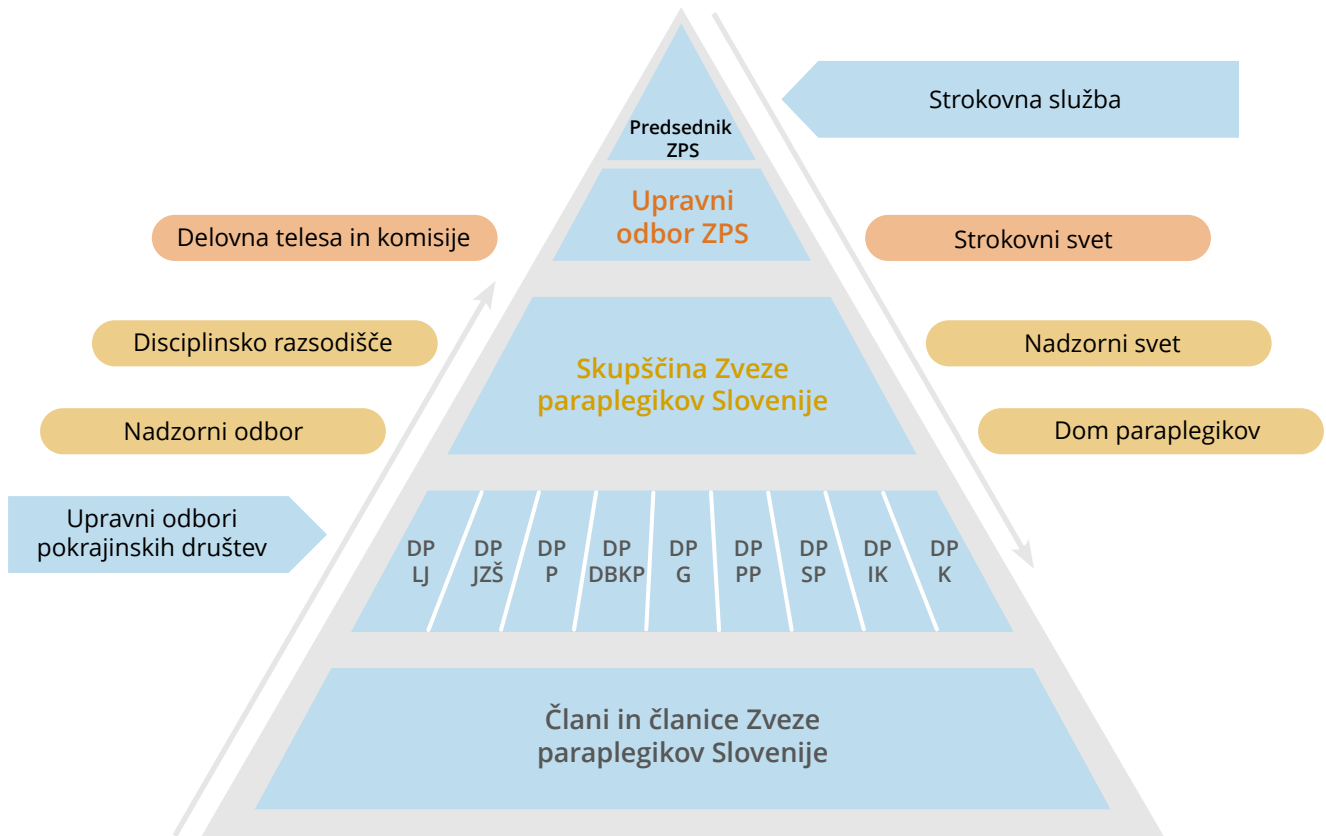 Strokovna služba
Predsednik
ZPS
Upravni
odbor ZPS
Delovna telesa in komisije
Strokovni svet
Disciplinsko razsodišče
Nadzorni svet
Skupščina Zveze
paraplegikov Slovenije
Nadzorni odbor
Dom paraplegikov
Upravni odbori
pokrajinskih društev
DP
LJ
DP
JZŠ
DP
P
DP
DBKP
DP
G
DP
PP
DP
SP
DP
IK
DP
K
Člani in članice Zveze
paraplegikov Slovenije